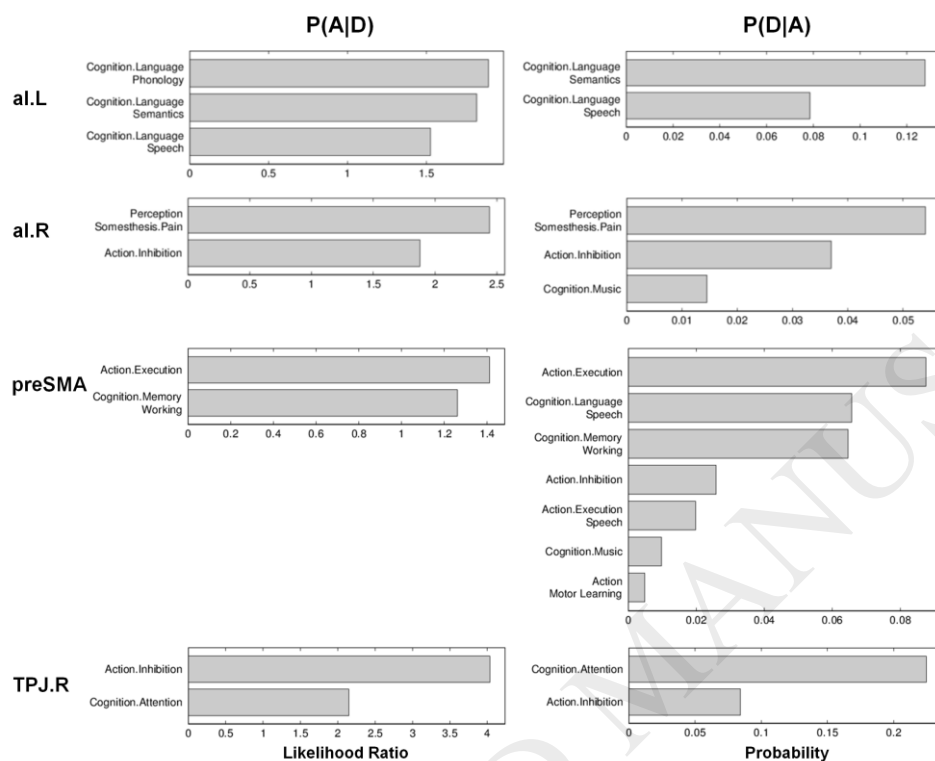 P(A|D)
P(D|A)
aI.L
Cognition.Language
Phonology
Cognition.Language
Semantics
Cognition.Language
Speech
0
0.5
1
1.5
Cognition.Language
Semantics
Cognition.Language
Speech
0
0.02
0.04
0.06
0.08
0.1
0.12
aI.R
Perception
Somesthesis.Pain
Action.Inhibition
0
0.5
1
1.5
2
2.5
Perception
Somesthesis.Pain
Action.Inhibition
Cognition.Music
0
0.01
0.02
0.03
0.04
0.05
preSMA
Action.Execution
Cognition.Memory
Working
0
0.2
0.4
0.6
0.8
1
1.2
1.4
Action.Execution
Cognition.Language
Speech
Cognition.Memory
Working
Action.Inhibition
Action.Execution
Speech
Cognition.Music
Action
Motor Learning
0
0.02
0.04
0.06
0.08
TPJ.R
Action.Inhibition
Cognition.Attention
0
0.5
1
1.5
2
2.5
3
3.5
4
Likelihood Ratio
Cognition.Attention
Action.Inhibition
0
0.05
0.1
0.15
0.2
Probability
D MANUS